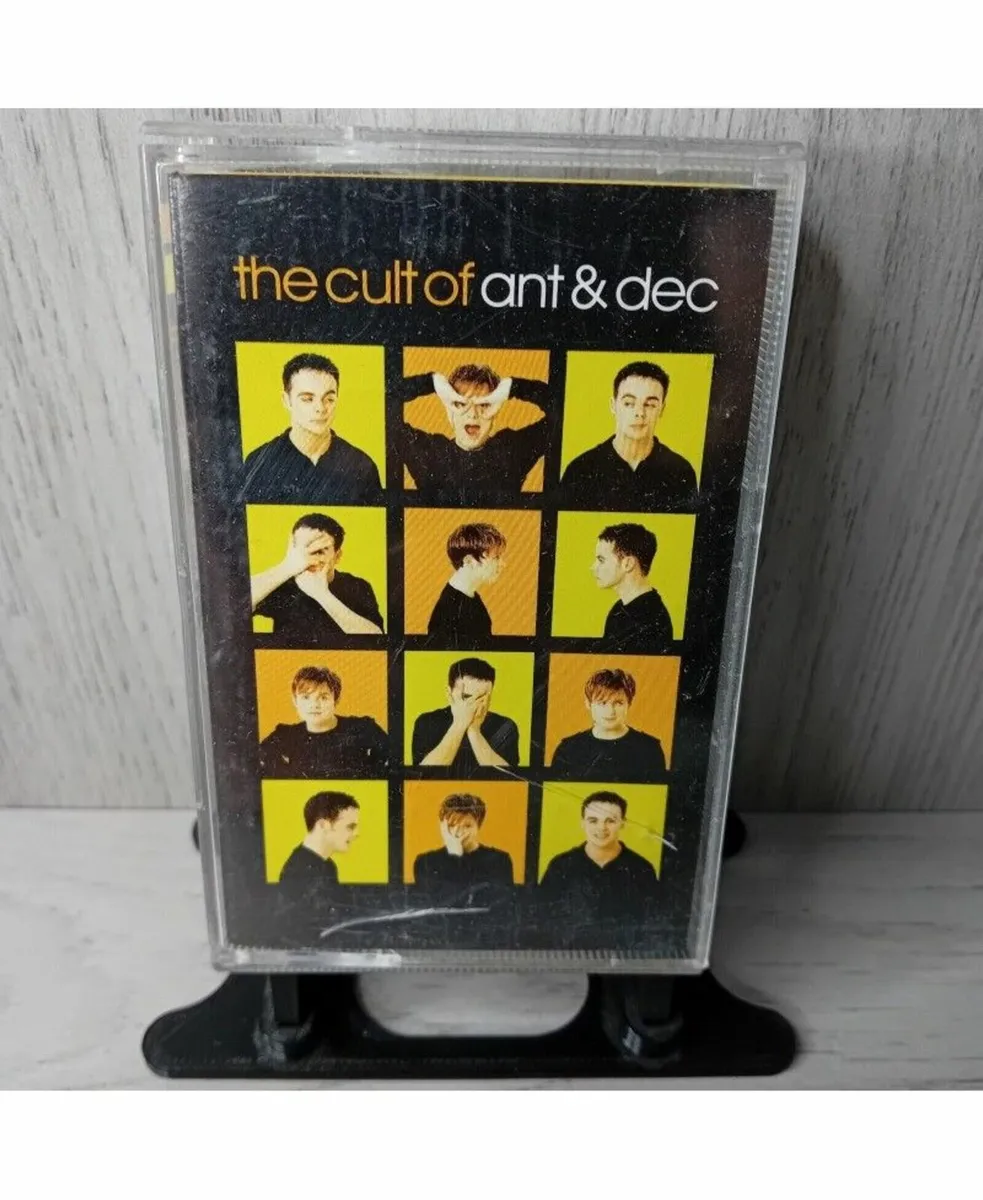 the cult of ant & dec